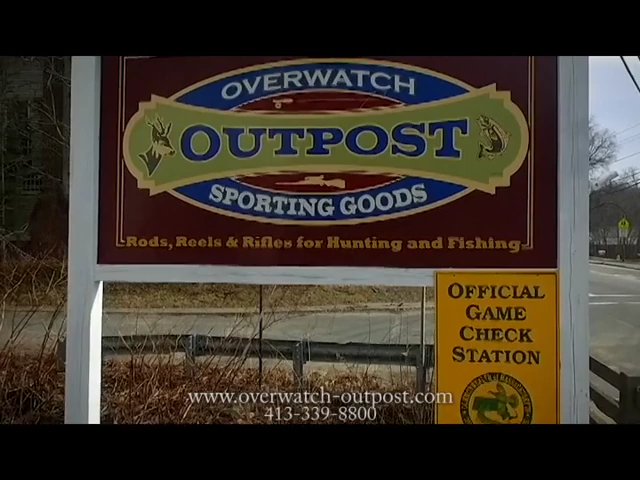 OVERWATCH
OUTPOST
SPORTING GOODS
Rods, Reels & Rifles for Hunting and Fishing
OFFICIAL
GAME
CHECK
STATION
www.overwatch-outpost.com
413-339-8800